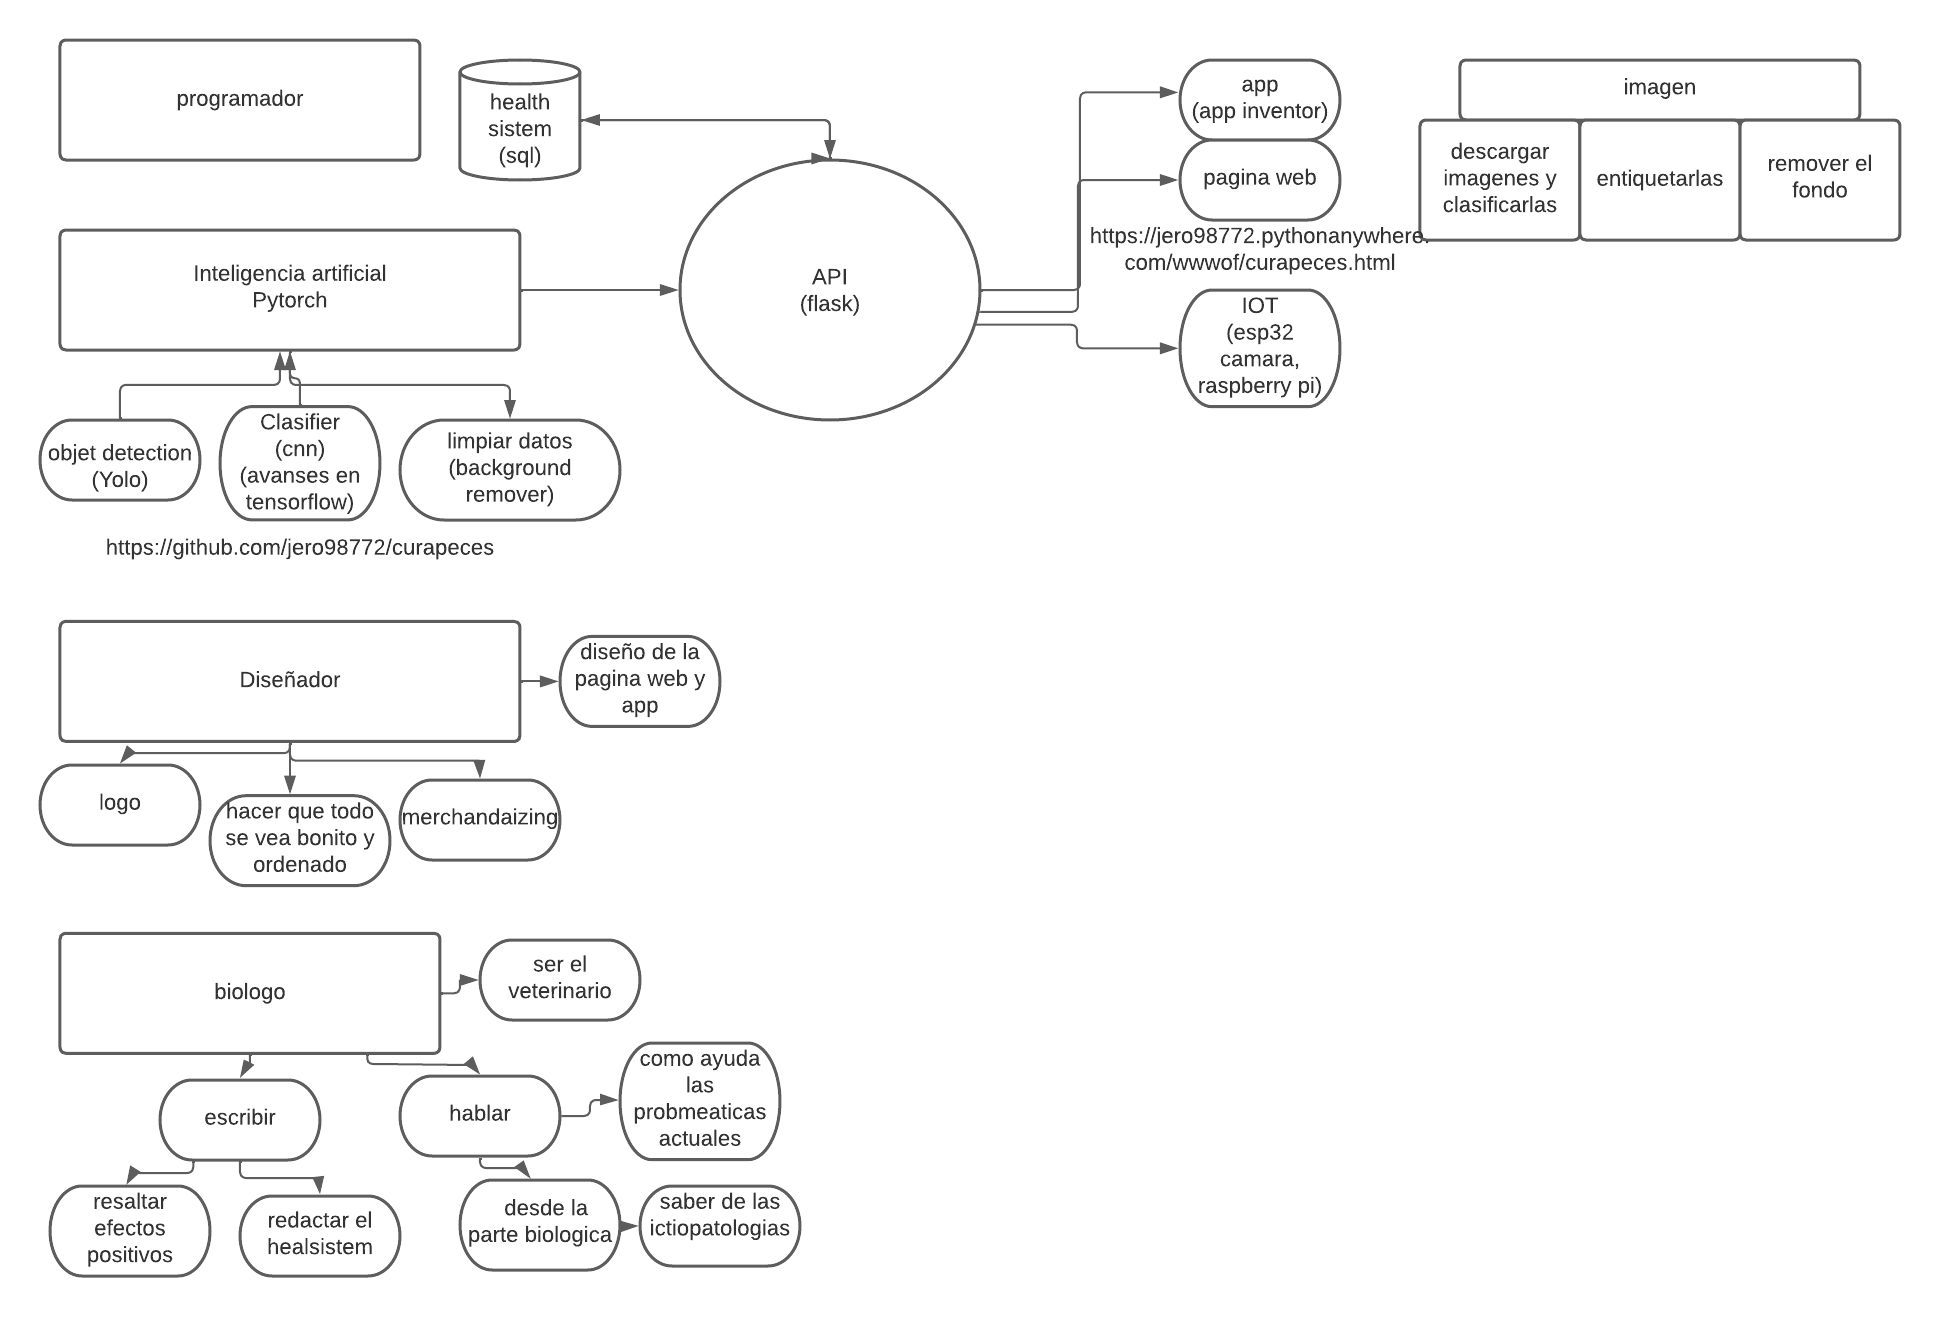 programador
health
sistem
(sql)
app
(app inventor)
pagina web
https://jero98772.pythonanywhere.
com/wwwof/curapeces.html
imagen
descargar
imagenes y
clasificarlas
entiquetarlas
remover el
fondo
Inteligencia artificial
Pytorch
API
(flask)
IOT
(esp32
camara,
raspberry pi)
objet detection
(Yolo)
Clasifier
(cnn)
(avanses en
tensorflow)
limpiar datos
(background
remover)
https://github.com/jero98772/curapeces
Diseñador
diseño de la
pagina web y
app
logo
hacer que todo
se vea bonito y
ordenado
merchandaizing
biologo
ser el
veterinario
escribir
hablar
como ayuda
las
probmeaticas
actuales
resaltar
efectos
positivos
redactar el
healsistem
desde la
parte biologica
saber de las
ictiopatologias